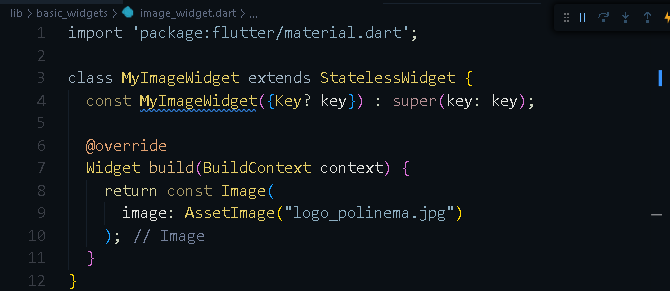 lib > basic_widgets > image_widget.dart > ...
1 import 'package:flutter/material.dart';
2
3 class MyImageWidget extends StatelessWidget {
4 const MyImageWidget({Key? key}) : super(key: key);
5
6 @override
7 Widget build(BuildContext context) {
8 return const Image(
9 image: AssetImage("logo_polinema.jpg")
10 ); // Image
11 }
12 }